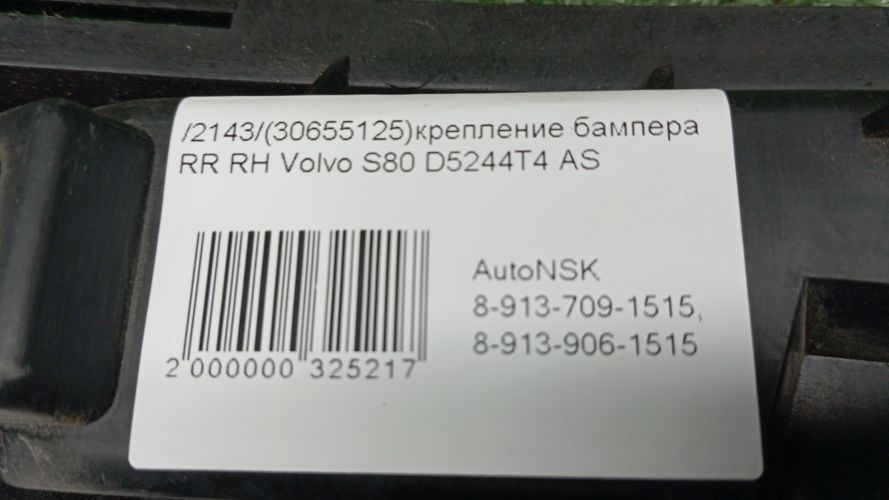 /2143/(30655125)крепление бампера
RR RH Volvo S80 D5244T4 AS
AutoNSK
8-913-709-1515,
8-913-906-1515
2 000000 325217